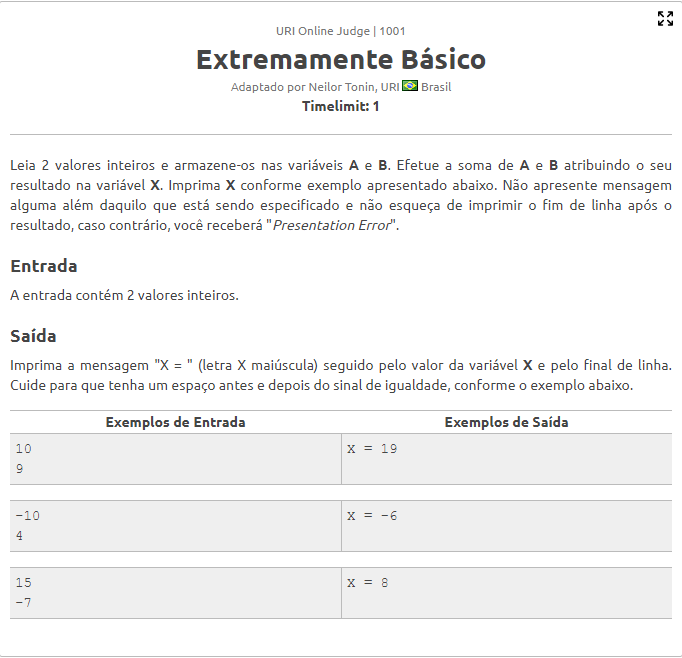 URI Online Judge | 1001
Extremamente Básico
Adaptado por Neilor Tonin, URI Brasil
Timelimit: 1
Leia 2 valores inteiros e armazene-os nas variáveis A e B. Efetue a soma de A e B atribuindo o seu
resultado na variável X. Imprima X conforme exemplo apresentado abaixo. Não apresente mensagem
alguma além daquilo que está sendo especificado e não esqueça de imprimir o fim de linha após o
resultado, caso contrário, você receberá "Presentation Error".
Entrada
A entrada contém 2 valores inteiros.
Saída
Imprima a mensagem "X = " (letra X maiúscula) seguido pelo valor da variável X e pelo final de linha.
Cuide para que tenha um espaço antes e depois do sinal de igualdade, conforme o exemplo abaixo.
Exemplos de Entrada Exemplos de Saída
10 X = 19
9
-10 X = -6
4
15 X = 8
-7